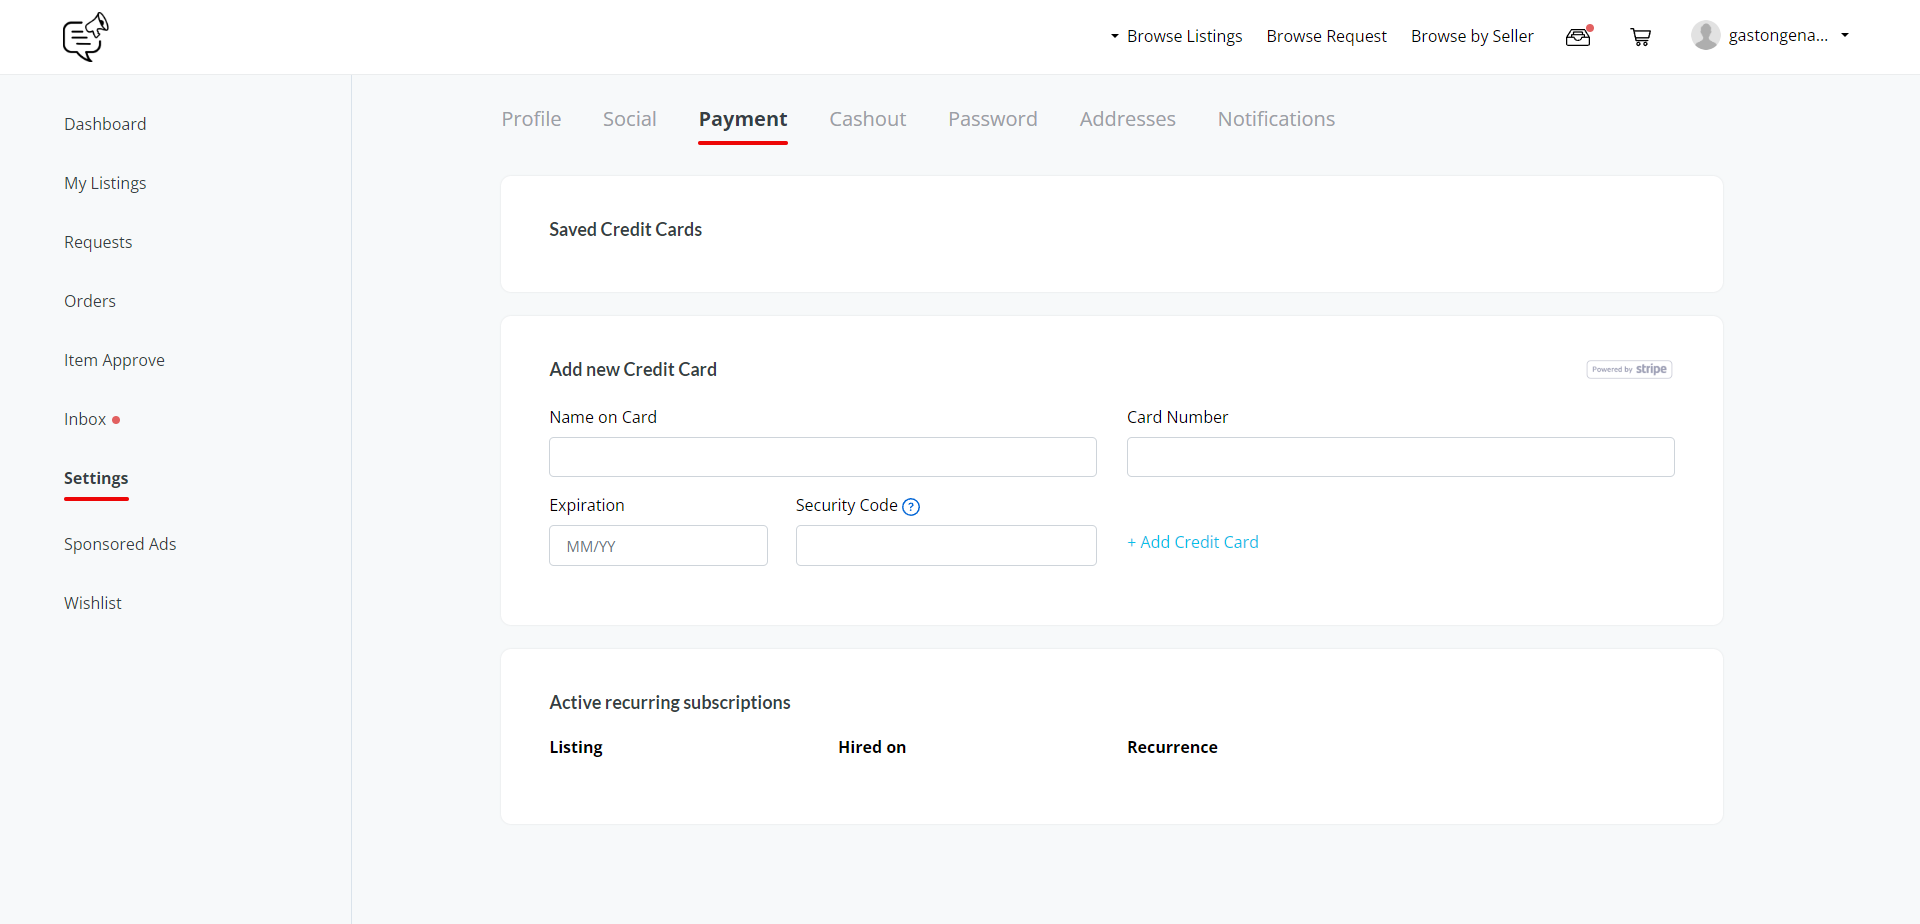 Browse Listings Browse Request Browse by Seller gastongena...
Dashboard
My Listings
Requests
Orders
Item Approve
Inbox
Settings
Sponsored Ads
Wishlist
Profile Social Payment Cashout Password Addresses Notifications
Saved Credit Cards
Add new Credit Card Powered by stripe
Name on Card Card Number
Expiration Security Code ?
MM/YY + Add Credit Card
Active recurring subscriptions
Listing Hired on Recurrence